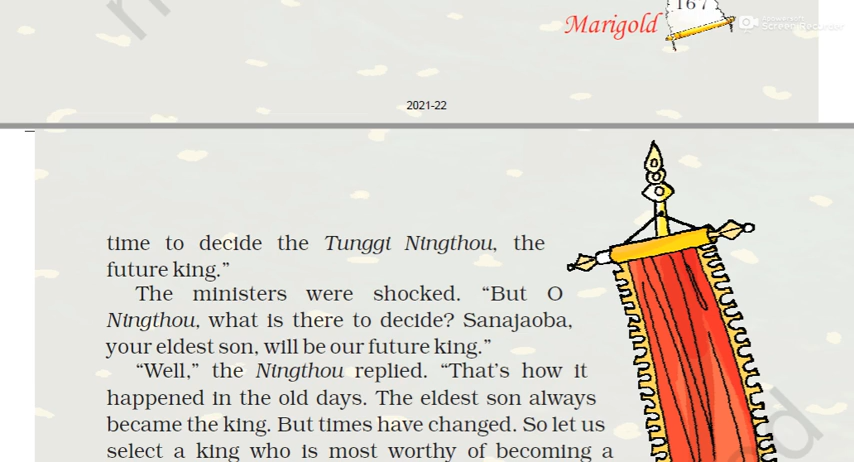 167
Marigold
Screen Recorder
2021-22
time to decide the Tunggi Ningthou, the
future king.”
The ministers were shocked. “But O
Ningthou, what is there to decide? Sanajaoba,
your eldest son, will be our future king.”
“Well,” the Ningthou replied. “That’s how it
happened in the old days. The eldest son always
became the king. But times have changed. So let us
select a king who is most worthy of becoming a